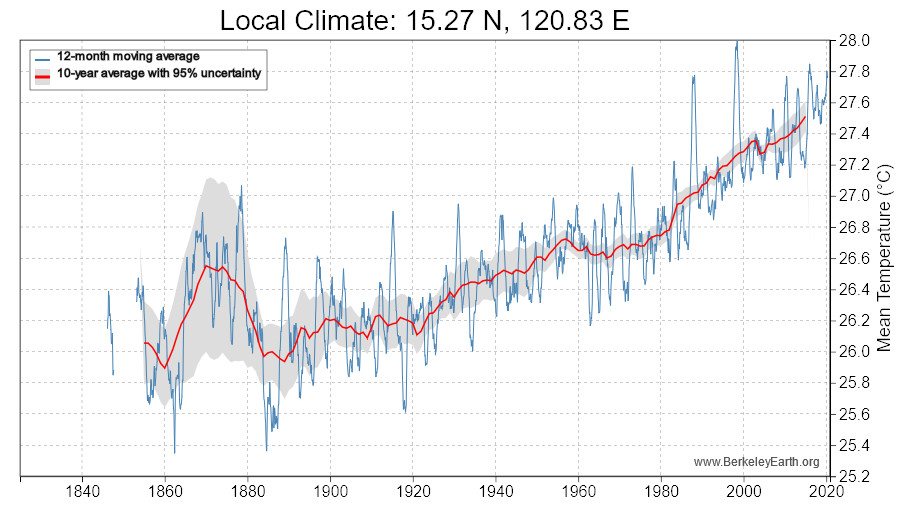 Local Climate: 15.27 N, 120.83 E
12-month moving average
10-year average with 95% uncertainty
28.0
27.8
27.6
27.4
27.2
27.0
26.8
26.6
26.4
26.2
26.0
25.8
25.6
25.4
25.2
Mean Temperature (°C)
www.BerkeleyEarth.org
1840 1860 1880 1900 1920 1940 1960 1980 2000 2020